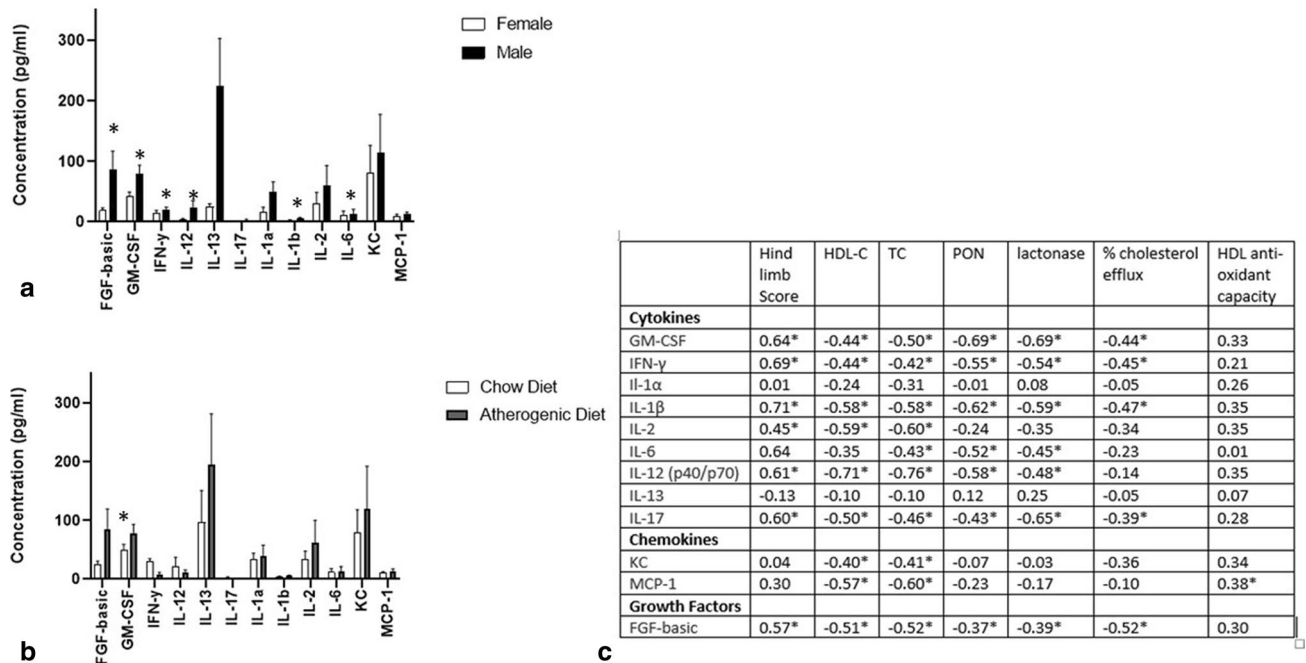 Concentration (pg/ml)
300
200
100
0
Female
Male
* * * * * *
FGF-basic GM-CSF IFN-y IL-12 IL-13 IL-17 IL-1a IL-1b IL-2 IL-6 KC MCP-1
a
Concentration (pg/ml)
300
200
100
0
Chow Diet
Atherogenic Diet
*
FGF-basic GM-CSF IFN-y IL-12 IL-13 IL-17 IL-1a IL-1b IL-2 IL-6 KC MCP-1
b
Hind limb Score HDL-C TC PON lactonase % cholesterol efflux HDL anti-oxidant capacity
Cytokines
GM-CSF 0.64* -0.44* -0.50* -0.69* -0.69* -0.44* 0.33
IFN-γ 0.69* -0.44* -0.42* -0.55* -0.54* -0.45* 0.21
Il-1α 0.01 -0.24 -0.31 -0.01 0.08 -0.05 0.26
IL-1β 0.71* -0.58* -0.58* -0.62* -0.59* -0.47* 0.35
IL-2 0.45* -0.59* -0.60* -0.24 -0.35 -0.34 0.35
IL-6 0.64 -0.35 -0.43* -0.52* -0.45* -0.23 0.01
IL-12 (p40/p70) 0.61* -0.71* -0.76* -0.58* -0.48* -0.14 0.35
IL-13 -0.13 -0.10 -0.10 0.12 0.25 -0.05 0.07
IL-17 0.60* -0.50* -0.46* -0.43* -0.65* -0.39* 0.28
Chemokines
KC 0.04 -0.40* -0.41* -0.07 -0.03 -0.36 0.34
MCP-1 0.30 -0.57* -0.60* -0.23 -0.17 -0.10 0.38*
Growth Factors
FGF-basic 0.57* -0.51* -0.52* -0.37* -0.39* -0.52* 0.30
c